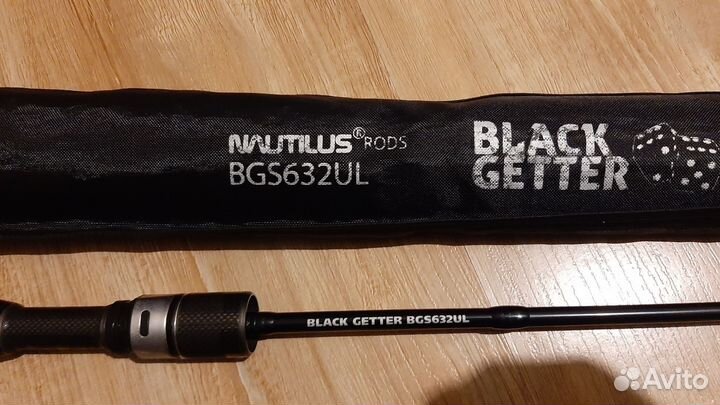 NAUTILUS® RODS
BGS632UL
BLACK
GETTER
BLACK GETTER BGS632UL
Avito